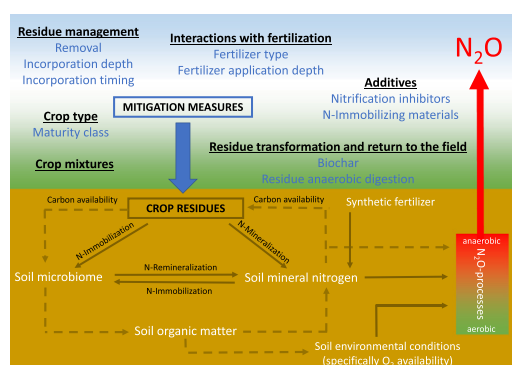 Residue management
Removal
Incorporation depth
Incorporation timing
Interactions with fertilization
Fertilizer type
Fertilizer application depth
N₂O
Additives
Nitrification inhibitors
N-Immobilizing materials
MITIGATION MEASURES
Crop type
Maturity class
Crop mixtures
Residue transformation and return to the field
Biochar
Residue anaerobic digestion
Carbon availability
CROP RESIDUES
Carbon availability
Synthetic fertilizer
N-Immobilization
N-Mineralization
anaerobic
N₂O-processes
aerobic
Soil microbiome
N-Remineralization
N-Immobilization
Soil mineral nitrogen
Soil organic matter
Soil environmental conditions
(specifically O₂ availability)